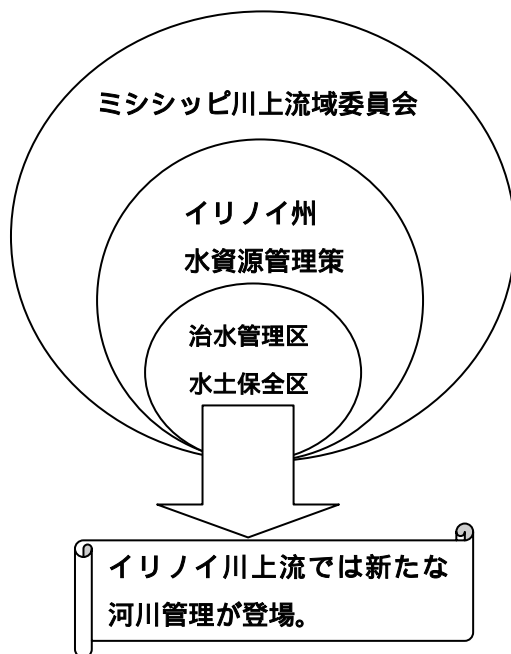 ミシシッピ川上流域委員会
イリノイ州
水資源管理策
治水管理区
水土保全区
イリノイ川上流では新たな
河川管理が登場。